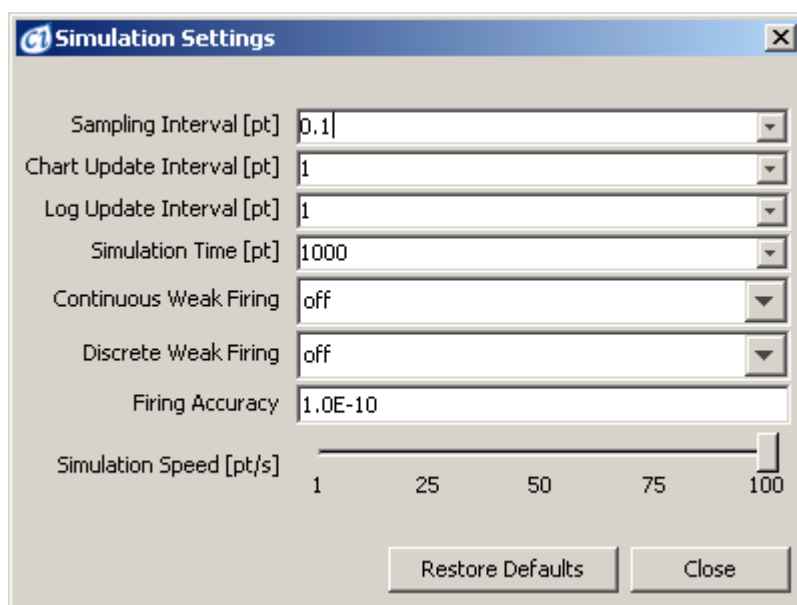 Simulation Settings
Sampling Interval [pt] 0.1
Chart Update Interval [pt] 1
Log Update Interval [pt] 1
Simulation Time [pt] 1000
Continuous Weak Firing off
Discrete Weak Firing off
Firing Accuracy 1.0E-10
Simulation Speed [pt/s]
1 25 50 75 100
Restore Defaults Close